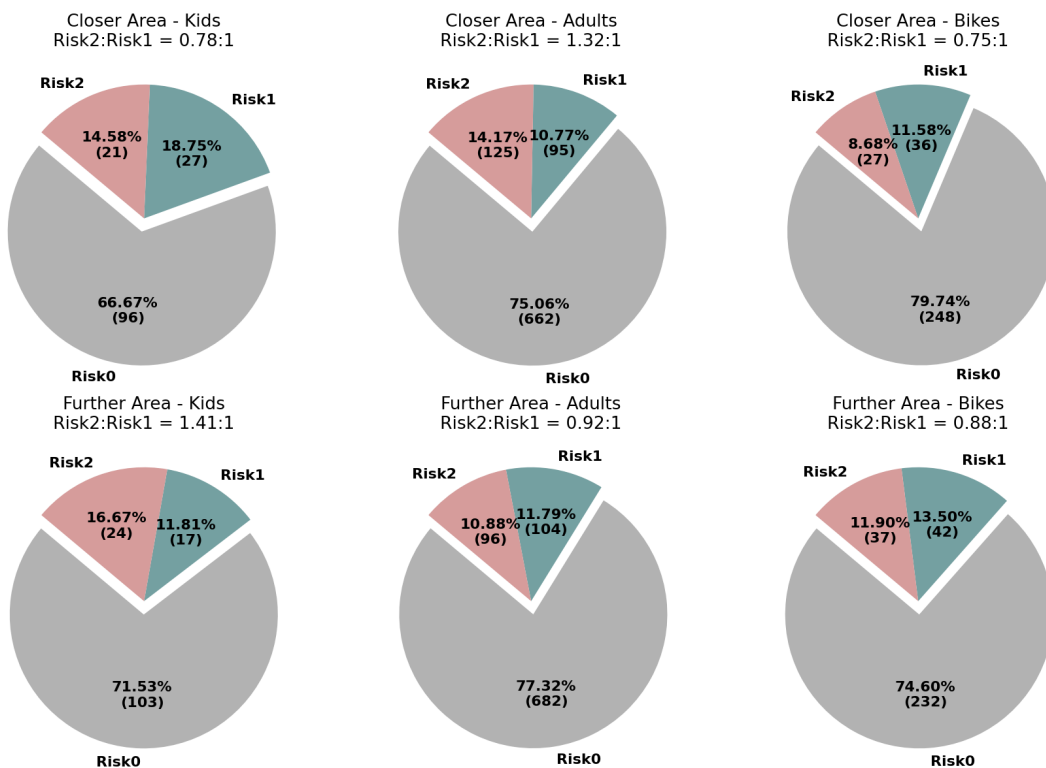 Closer Area - Kids
Risk2:Risk1 = 0.78:1
Risk2
Risk1
14.58%
(21)
18.75%
(27)
66.67%
(96)
Risk0
Closer Area - Adults
Risk2:Risk1 = 1.32:1
Risk2
Risk1
14.17%
(125)
10.77%
(95)
75.06%
(662)
Risk0
Closer Area - Bikes
Risk2:Risk1 = 0.75:1
Risk2
Risk1
8.68%
(27)
11.58%
(36)
79.74%
(248)
Risk0
Further Area - Kids
Risk2:Risk1 = 1.41:1
Risk2
Risk1
16.67%
(24)
11.81%
(17)
71.53%
(103)
Risk0
Further Area - Adults
Risk2:Risk1 = 0.92:1
Risk2
Risk1
10.88%
(96)
11.79%
(104)
77.32%
(682)
Risk0
Further Area - Bikes
Risk2:Risk1 = 0.88:1
Risk2
Risk1
11.90%
(37)
13.50%
(42)
74.60%
(232)
Risk0